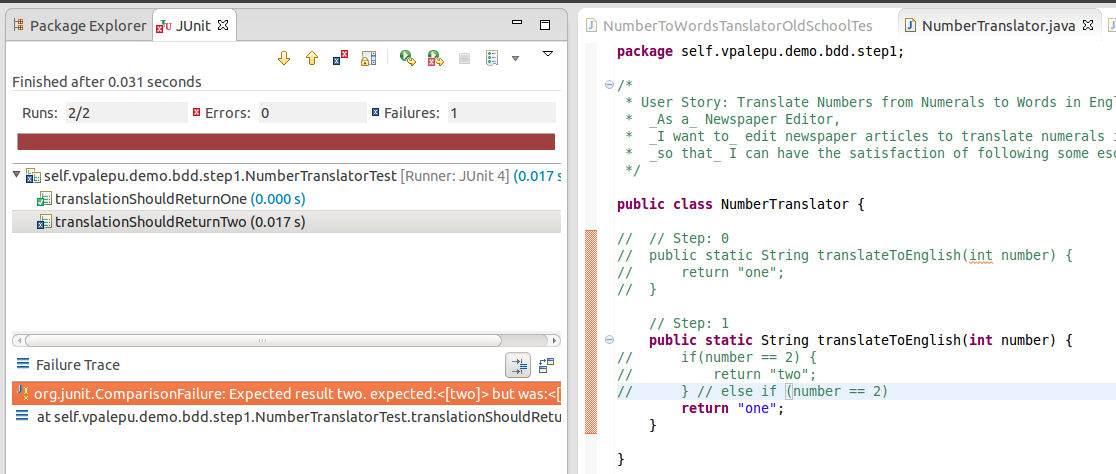 Package Explorer JUnit
Finished after 0.031 seconds
Runs: 2/2 Errors: 0 Failures: 1
self.vpalepu.demo.bdd.step1.NumberTranslatorTest [Runner: JUnit 4] (0.017 s
translationShouldReturnOne (0.000 s)
translationShouldReturnTwo (0.017 s)
Failure Trace
org.junit.ComparisonFailure: Expected result two. expected:<[two]> but was:<[
at self.vpalepu.demo.bdd.step1.NumberTranslatorTest.translationShouldRetu
NumberToWordsTanslatorOldSchoolTes NumberTranslator.java
package self.vpalepu.demo.bdd.step1;
/*
* User Story: Translate Numbers from Numerals to Words in Engl
* _As a_ Newspaper Editor,
* _I want to_ edit newspaper articles to translate numerals i
* _so that_ I can have the satisfaction of following some eso
*/
public class NumberTranslator {
// // Step: 0
// public static String translateToEnglish(int number) {
// return "one";
// }
// Step: 1
public static String translateToEnglish(int number) {
// if(number == 2) {
// return "two";
// } // else if (number == 2)
return "one";
}
}